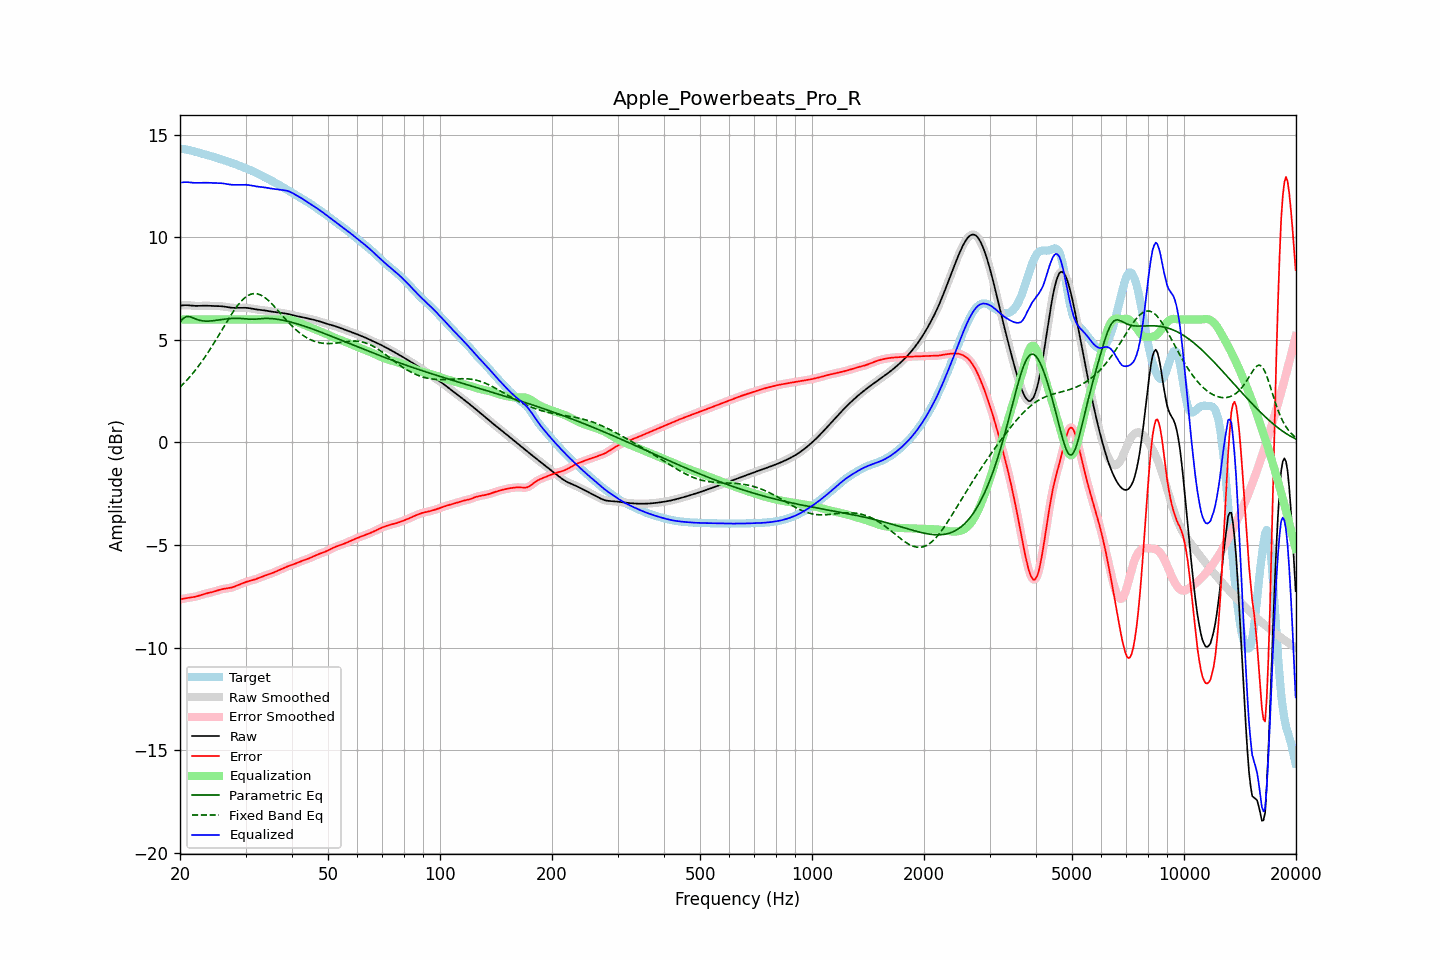 Apple_Powerbeats_Pro_R
Amplitude (dBr)
15
10
5
0
−5
−10
−15
−20
Target
Raw Smoothed
Error Smoothed
Raw
Error
Equalization
Parametric Eq
Fixed Band Eq
Equalized
20
50
100
200
500
1000
2000
5000
10000
20000
Frequency (Hz)